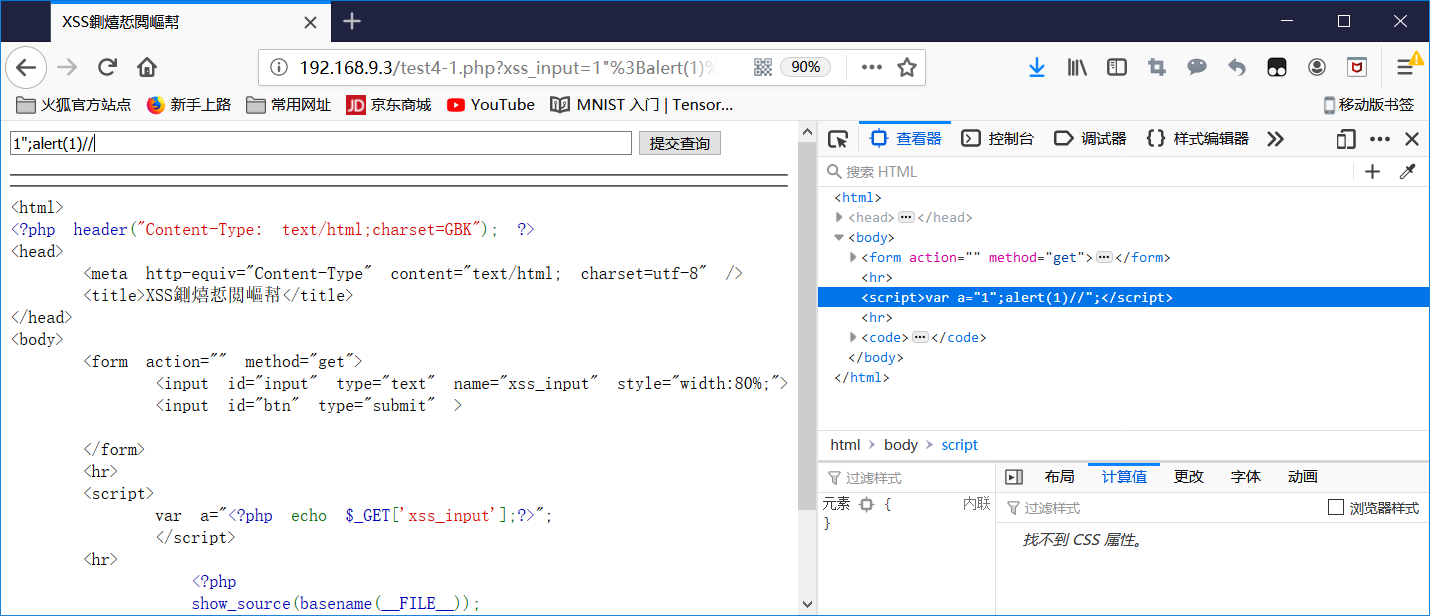 XSS鍘熺悊閲嶇幇
192.168.9.3/test4-1.php?xss_input=1"%3Balert(1)%
90%
火狐官方站点 新手上路 常用网址 JD 京东商城 YouTube MNIST 入门 | Tensor... 移动版书签
1";alert(1)// 提交查询
<html>
<?php header("Content-Type: text/html;charset=GBK"); ?>
<head>
<meta http-equiv="Content-Type" content="text/html; charset=utf-8" />
<title>XSS鍘熺悊閲嶇幇</title>
</head>
<body>
<form action="" method="get">
<input id="input" type="text" name="xss_input" style="width:80%;">
<input id="btn" type="submit" >
</form>
<hr>
<script>
var a="<?php echo $_GET['xss_input'];?>";
</script>
<hr>
<?php
show_source(basename(__FILE__));
查看器 控制台 调试器 {} 样式编辑器
搜索 HTML
<html>
<head>···</head>
<body>
<form action="" method="get">···</form>
<hr>
<script>var a="1";alert(1)//";</script>
<hr>
<code>···</code>
</body>
</html>
html > body > script
过滤样式
元素 { 内联
}
布局 计算值 更改 字体 动画
过滤样式 浏览器样式
找不到 CSS 属性。